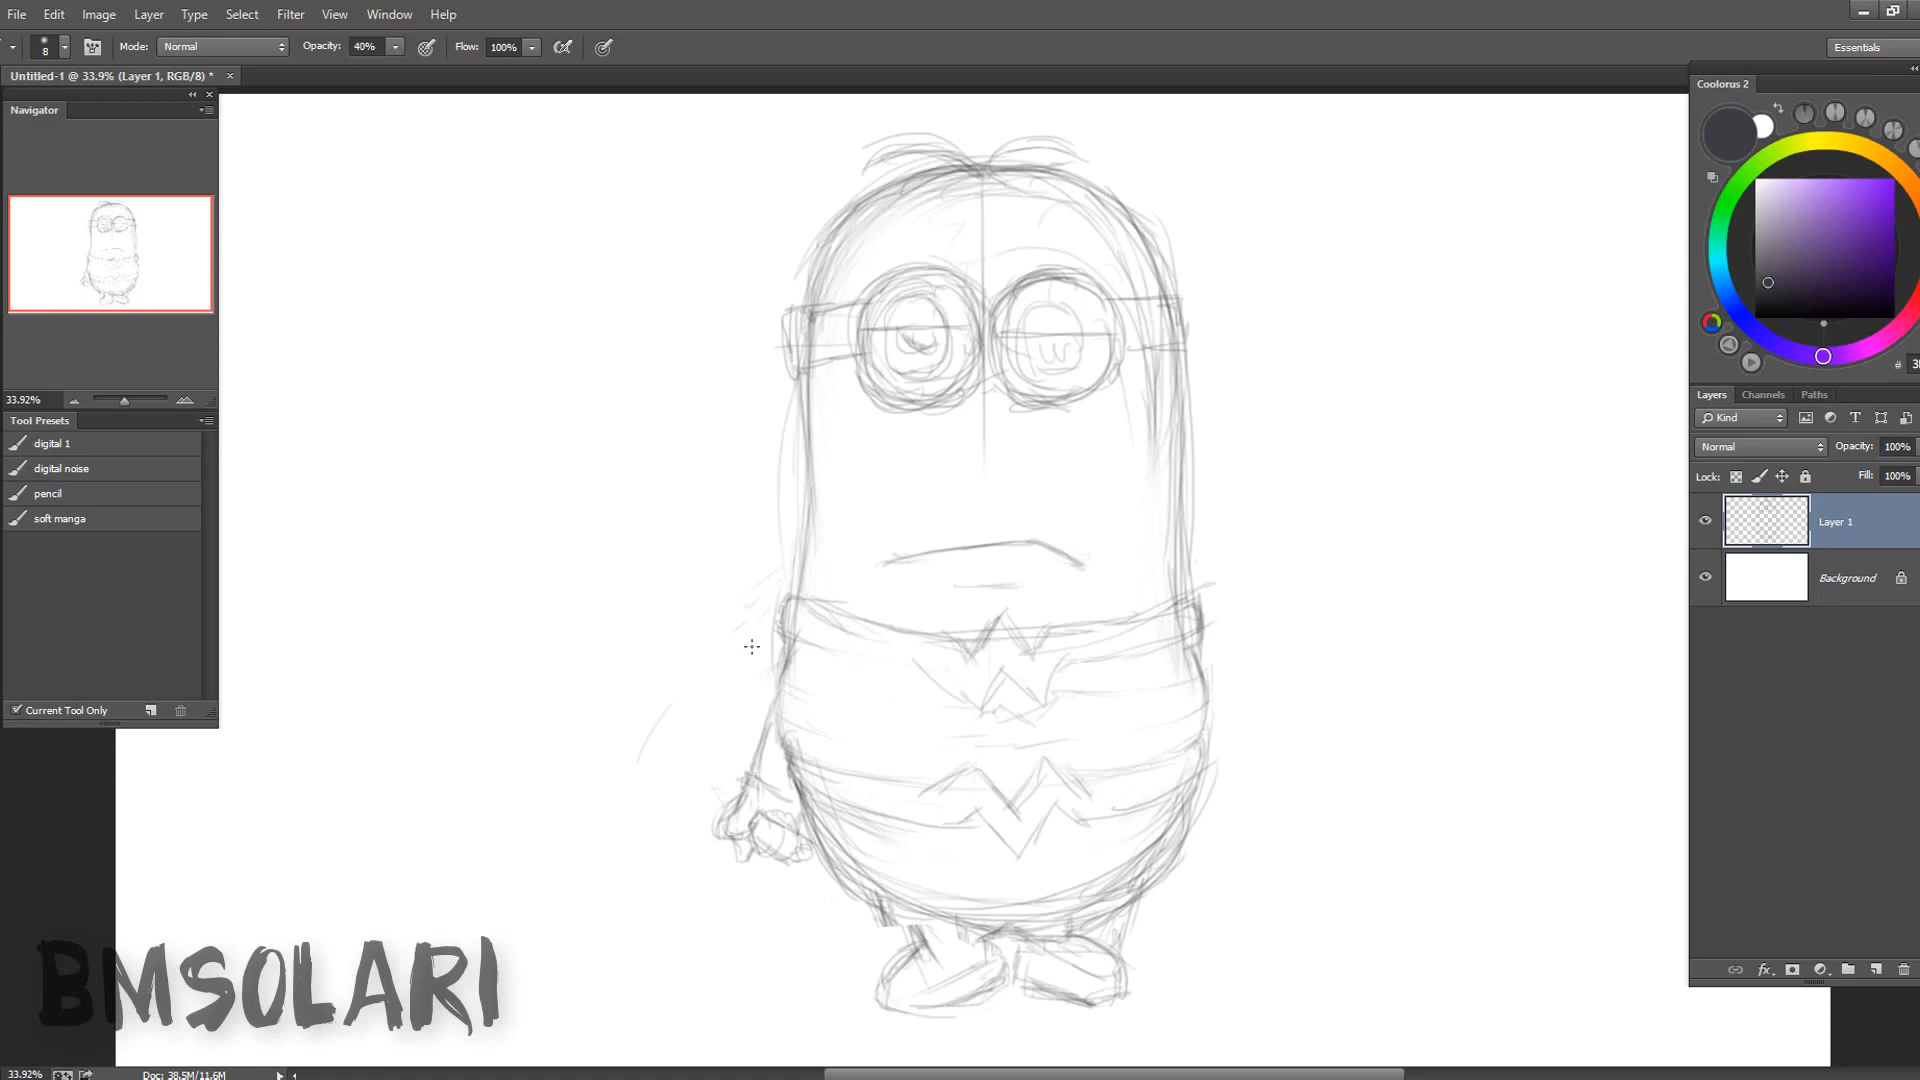 File Edit Image Layer Type Select Filter View Window Help
8 Mode: Normal Opacity: 40% Flow: 100% Essentials
Untitled-1 @ 33.9% (Layer 1, RGB/8) * ×
Navigator
33.92%
Tool Presets
digital 1
digital noise
pencil
soft manga
Current Tool Only
Coolorus 2
#
Layers Channels Paths
Kind
Normal Opacity: 100%
Lock: Fill: 100%
Layer 1
Background
fx
W
BMSOLARI
33.92% Doc: 38.5M/11.6M